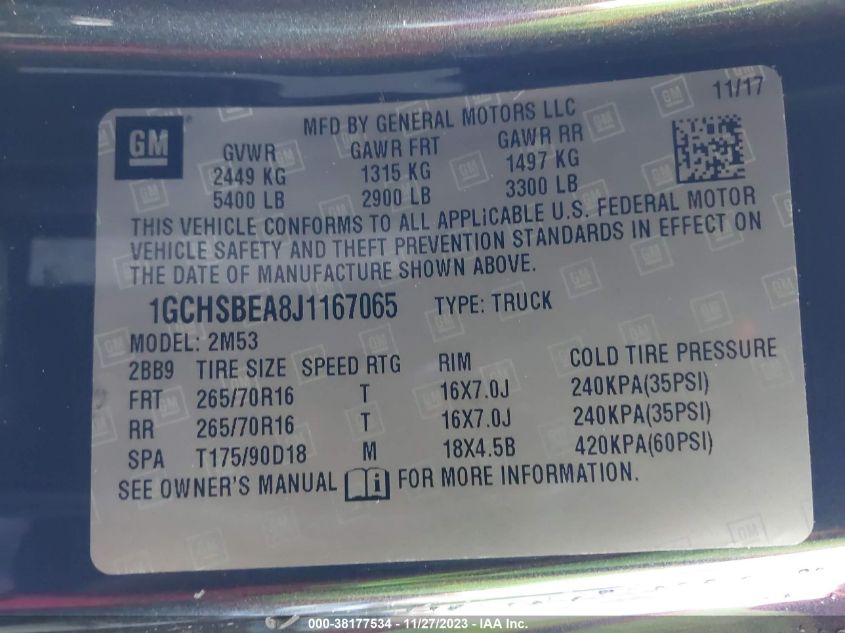 11/17
GM
MFD BY GENERAL MOTORS LLC
GVWR GAWR FRT GAWR RR
2449 KG 1315 KG 1497 KG
5400 LB 2900 LB 3300 LB
THIS VEHICLE CONFORMS TO ALL APPLICABLE U.S. FEDERAL MOTOR
VEHICLE SAFETY AND THEFT PREVENTION STANDARDS IN EFFECT ON
THE DATE OF MANUFACTURE SHOWN ABOVE.
1GCHSBEA8J1167065 TYPE: TRUCK
MODEL: 2M53
2BB9 TIRE SIZE SPEED RTG RIM COLD TIRE PRESSURE
FRT 265/70R16 T 16X7.0J 240KPA(35PSI)
RR 265/70R16 T 16X7.0J 240KPA(35PSI)
SPA T175/90D18 M 18X4.5B 420KPA(60PSI)
SEE OWNER'S MANUAL FOR MORE INFORMATION.
000-38177534 - 11/27/2023 - IAA Inc.